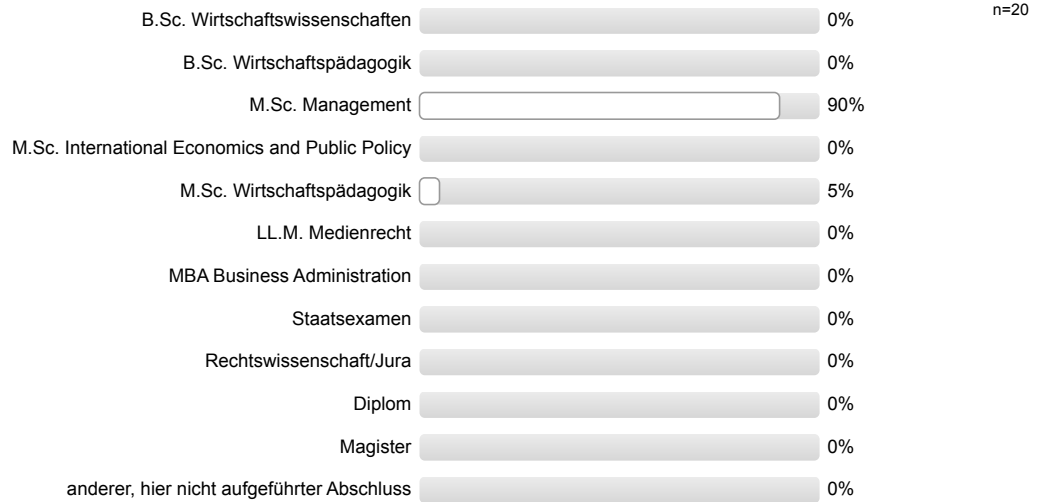 B.Sc. Wirtschaftswissenschaften 0% n=20
B.Sc. Wirtschaftspädagogik 0%
M.Sc. Management 90%
M.Sc. International Economics and Public Policy 0%
M.Sc. Wirtschaftspädagogik 5%
LL.M. Medienrecht 0%
MBA Business Administration 0%
Staatsexamen 0%
Rechtswissenschaft/Jura 0%
Diplom 0%
Magister 0%
anderer, hier nicht aufgeführter Abschluss 0%